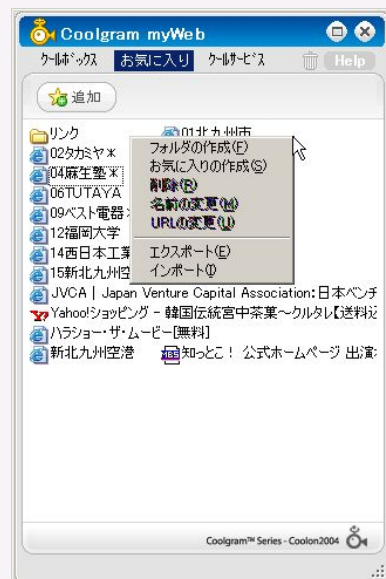 Coolgram myWeb
クールボックス お気に入り クールサービス Help
追加
リンク 01北九州市
02タカミヤ×
04麻生塾×
06TUTAYA
09ベスト電器
12福岡大学
14西日本工業
15新北九州空
JVCA | Japan Venture Capital Association:日本ベンチ
Yahoo!ショッピング - 韓国伝統宮中茶菓～クルタレ【送料込
ハラショー・ザ・ムービー[無料]
新北九州空港 MBS 知っとこ！ 公式ホームページ 出演
フォルダの作成(F)
お気に入りの作成(S)
削除(R)
名前の変更(M)
URLの変更(U)
エクスポート(E)
インポート(I)
Coolgram™ Series - Coolon2004